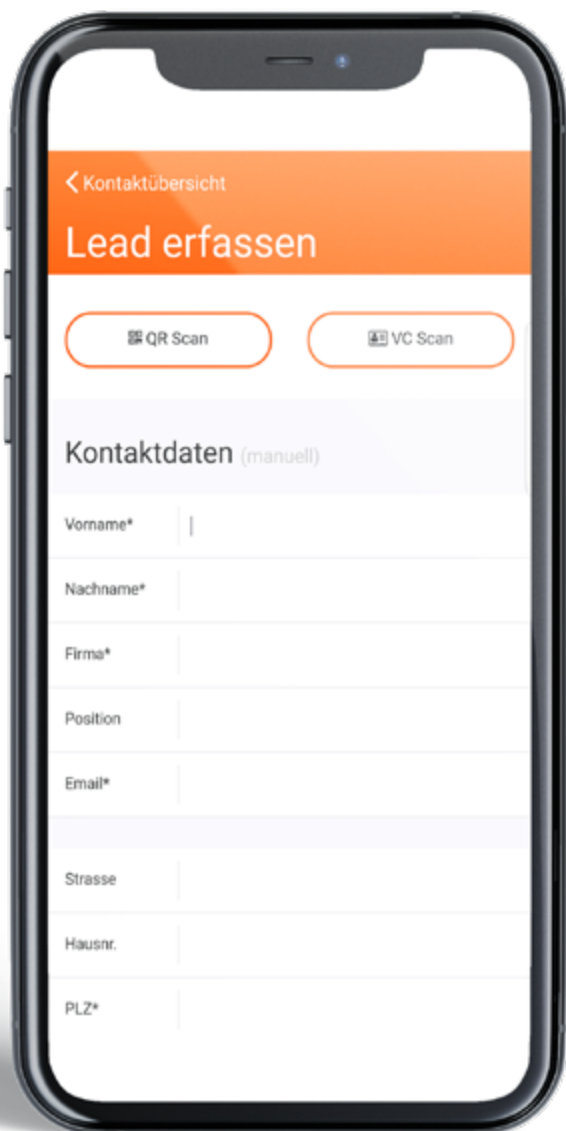 Kontaktübersicht
Lead erfassen
QR Scan
VC Scan
Kontaktdaten (manuell)
Vorname*
Nachname*
Firma*
Position
Email*
Strasse
Hausnr.
PLZ*